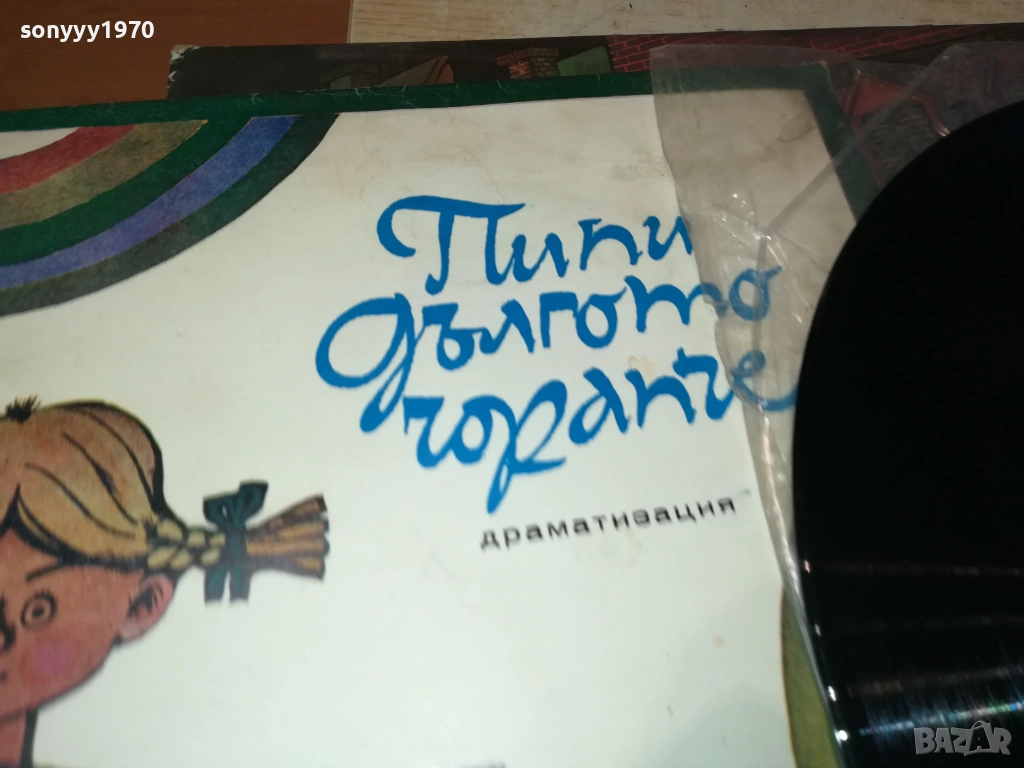 sonyyy1970
Пипи
дългото
чорапче
драматизация
BAZAR